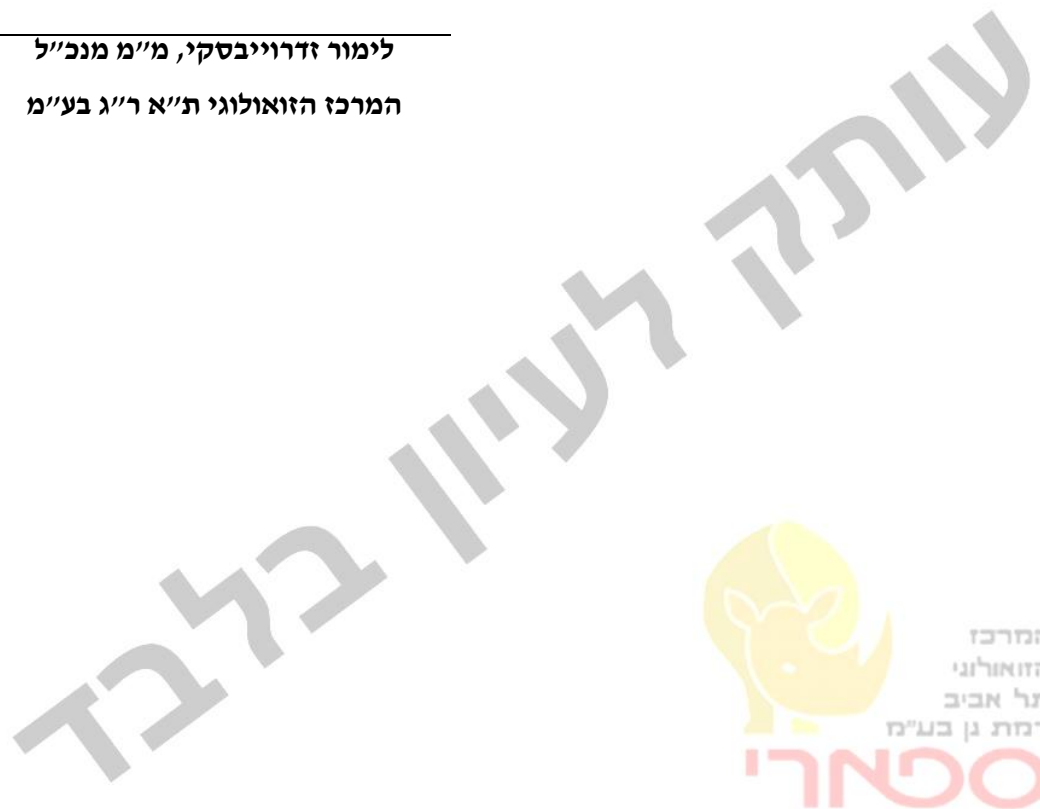 לימור זדרוייבסקי, מ״מ מנכ״ל
המרכז הזואולוגי ת״א ר״ג בע״מ
עותק לעיון בלבד
המרכז
הזואולוגי
תל אביב
רמת גן בע״מ
ספארי